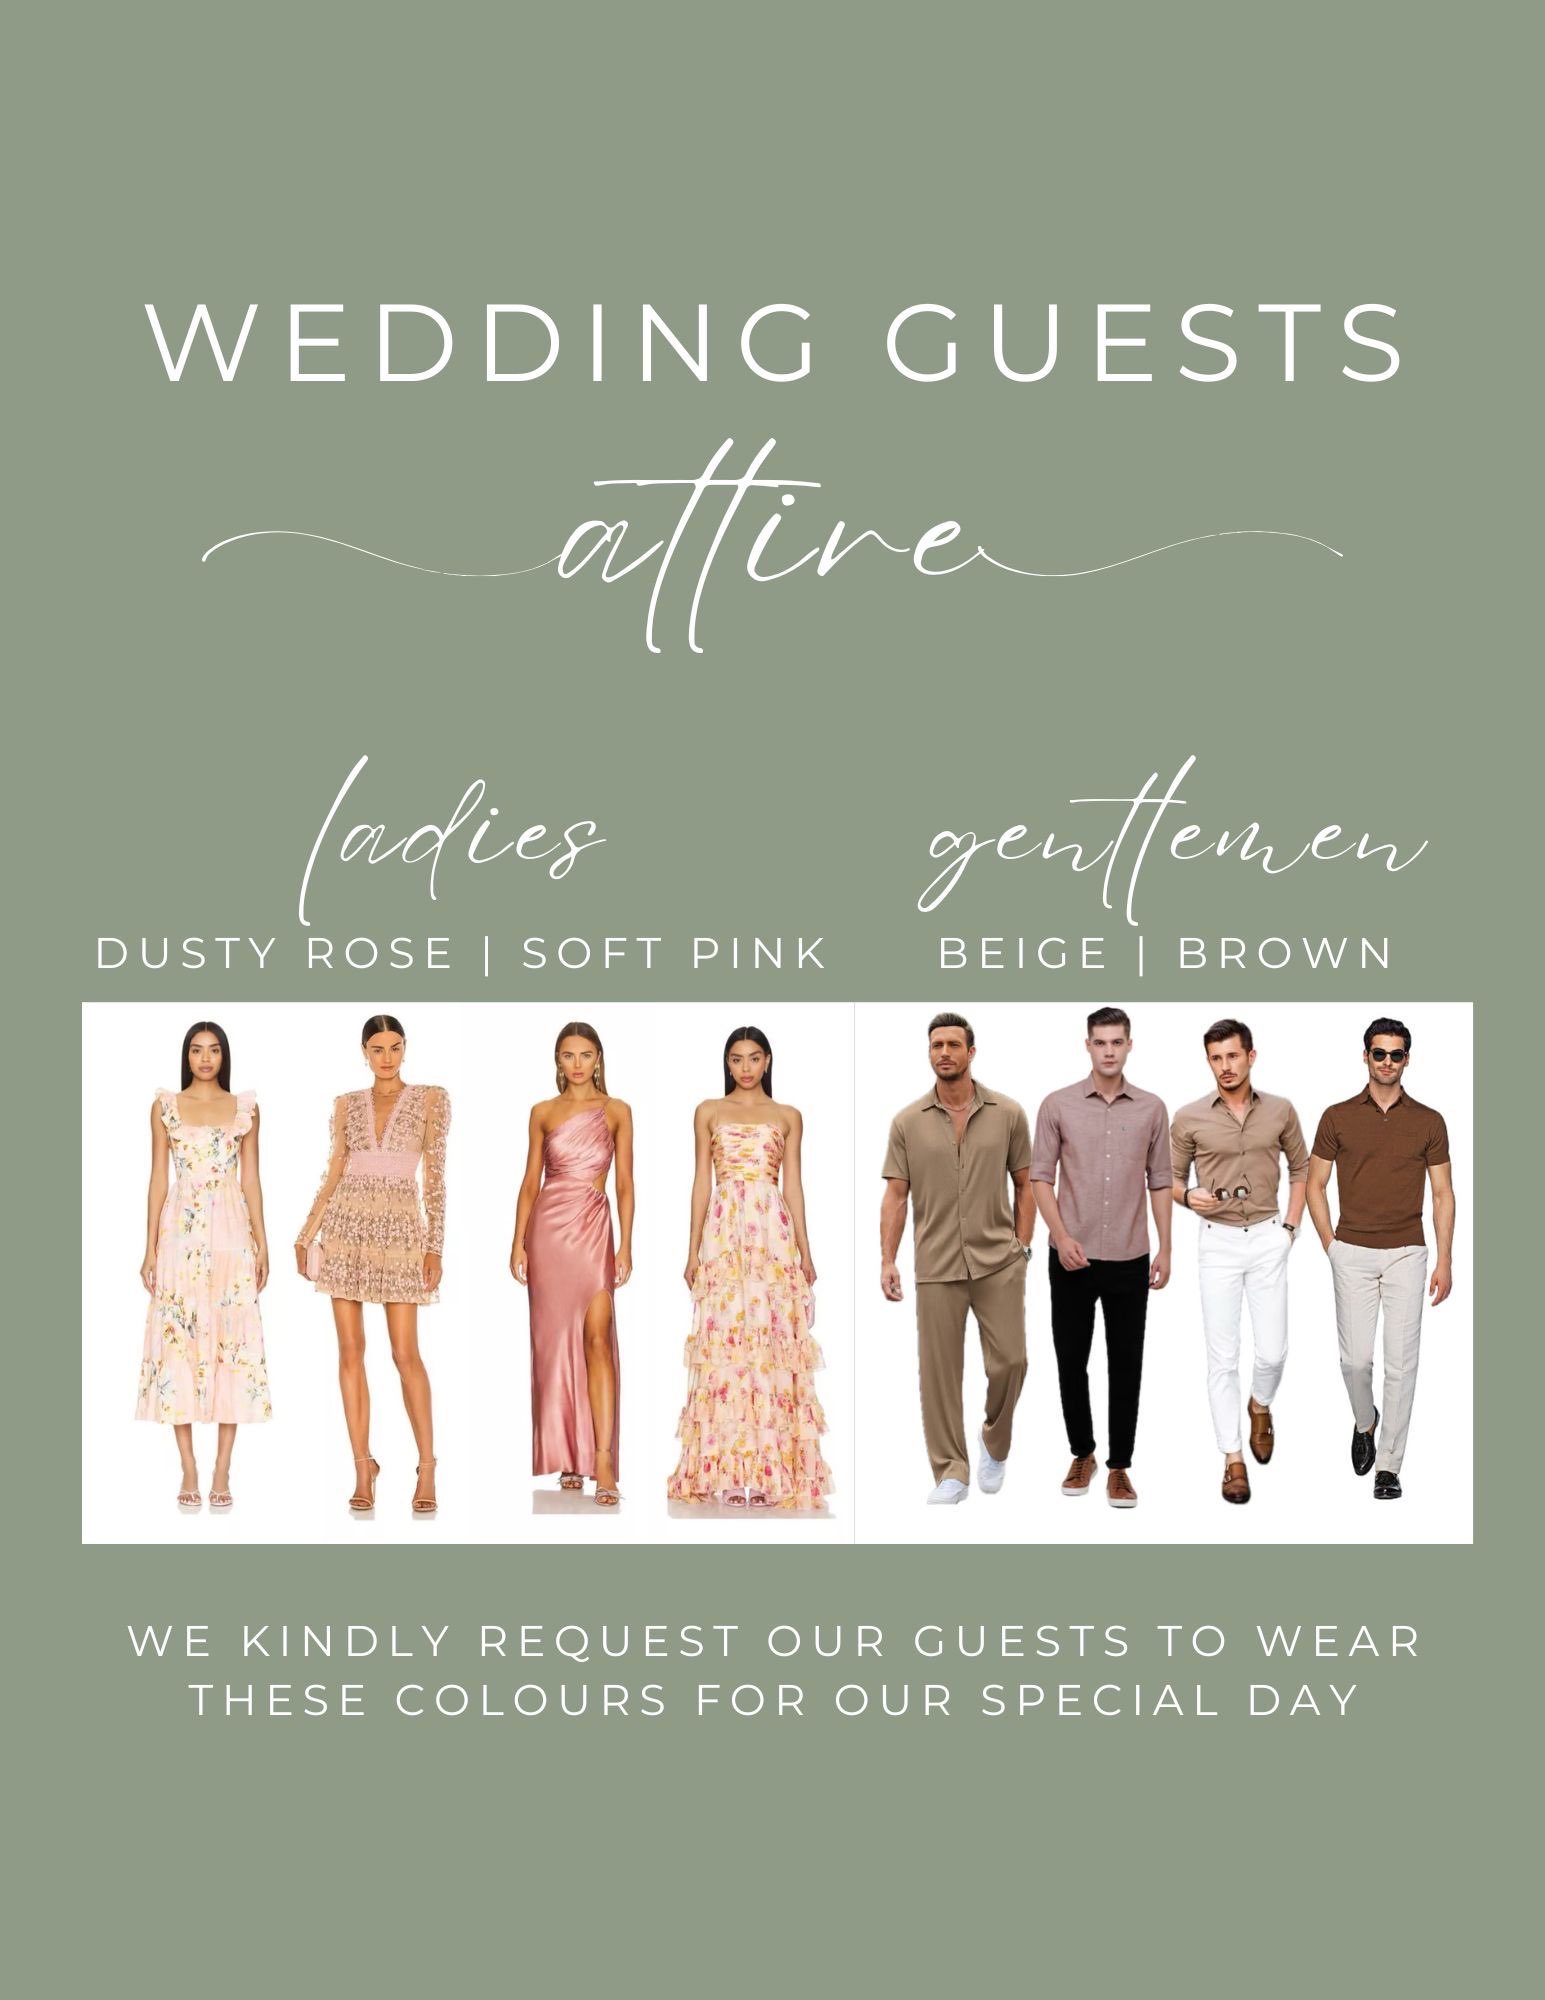 WEDDING GUESTS
attire
ladies
DUSTY ROSE | SOFT PINK
gentlemen
BEIGE | BROWN
WE KINDLY REQUEST OUR GUESTS TO WEAR
THESE COLOURS FOR OUR SPECIAL DAY